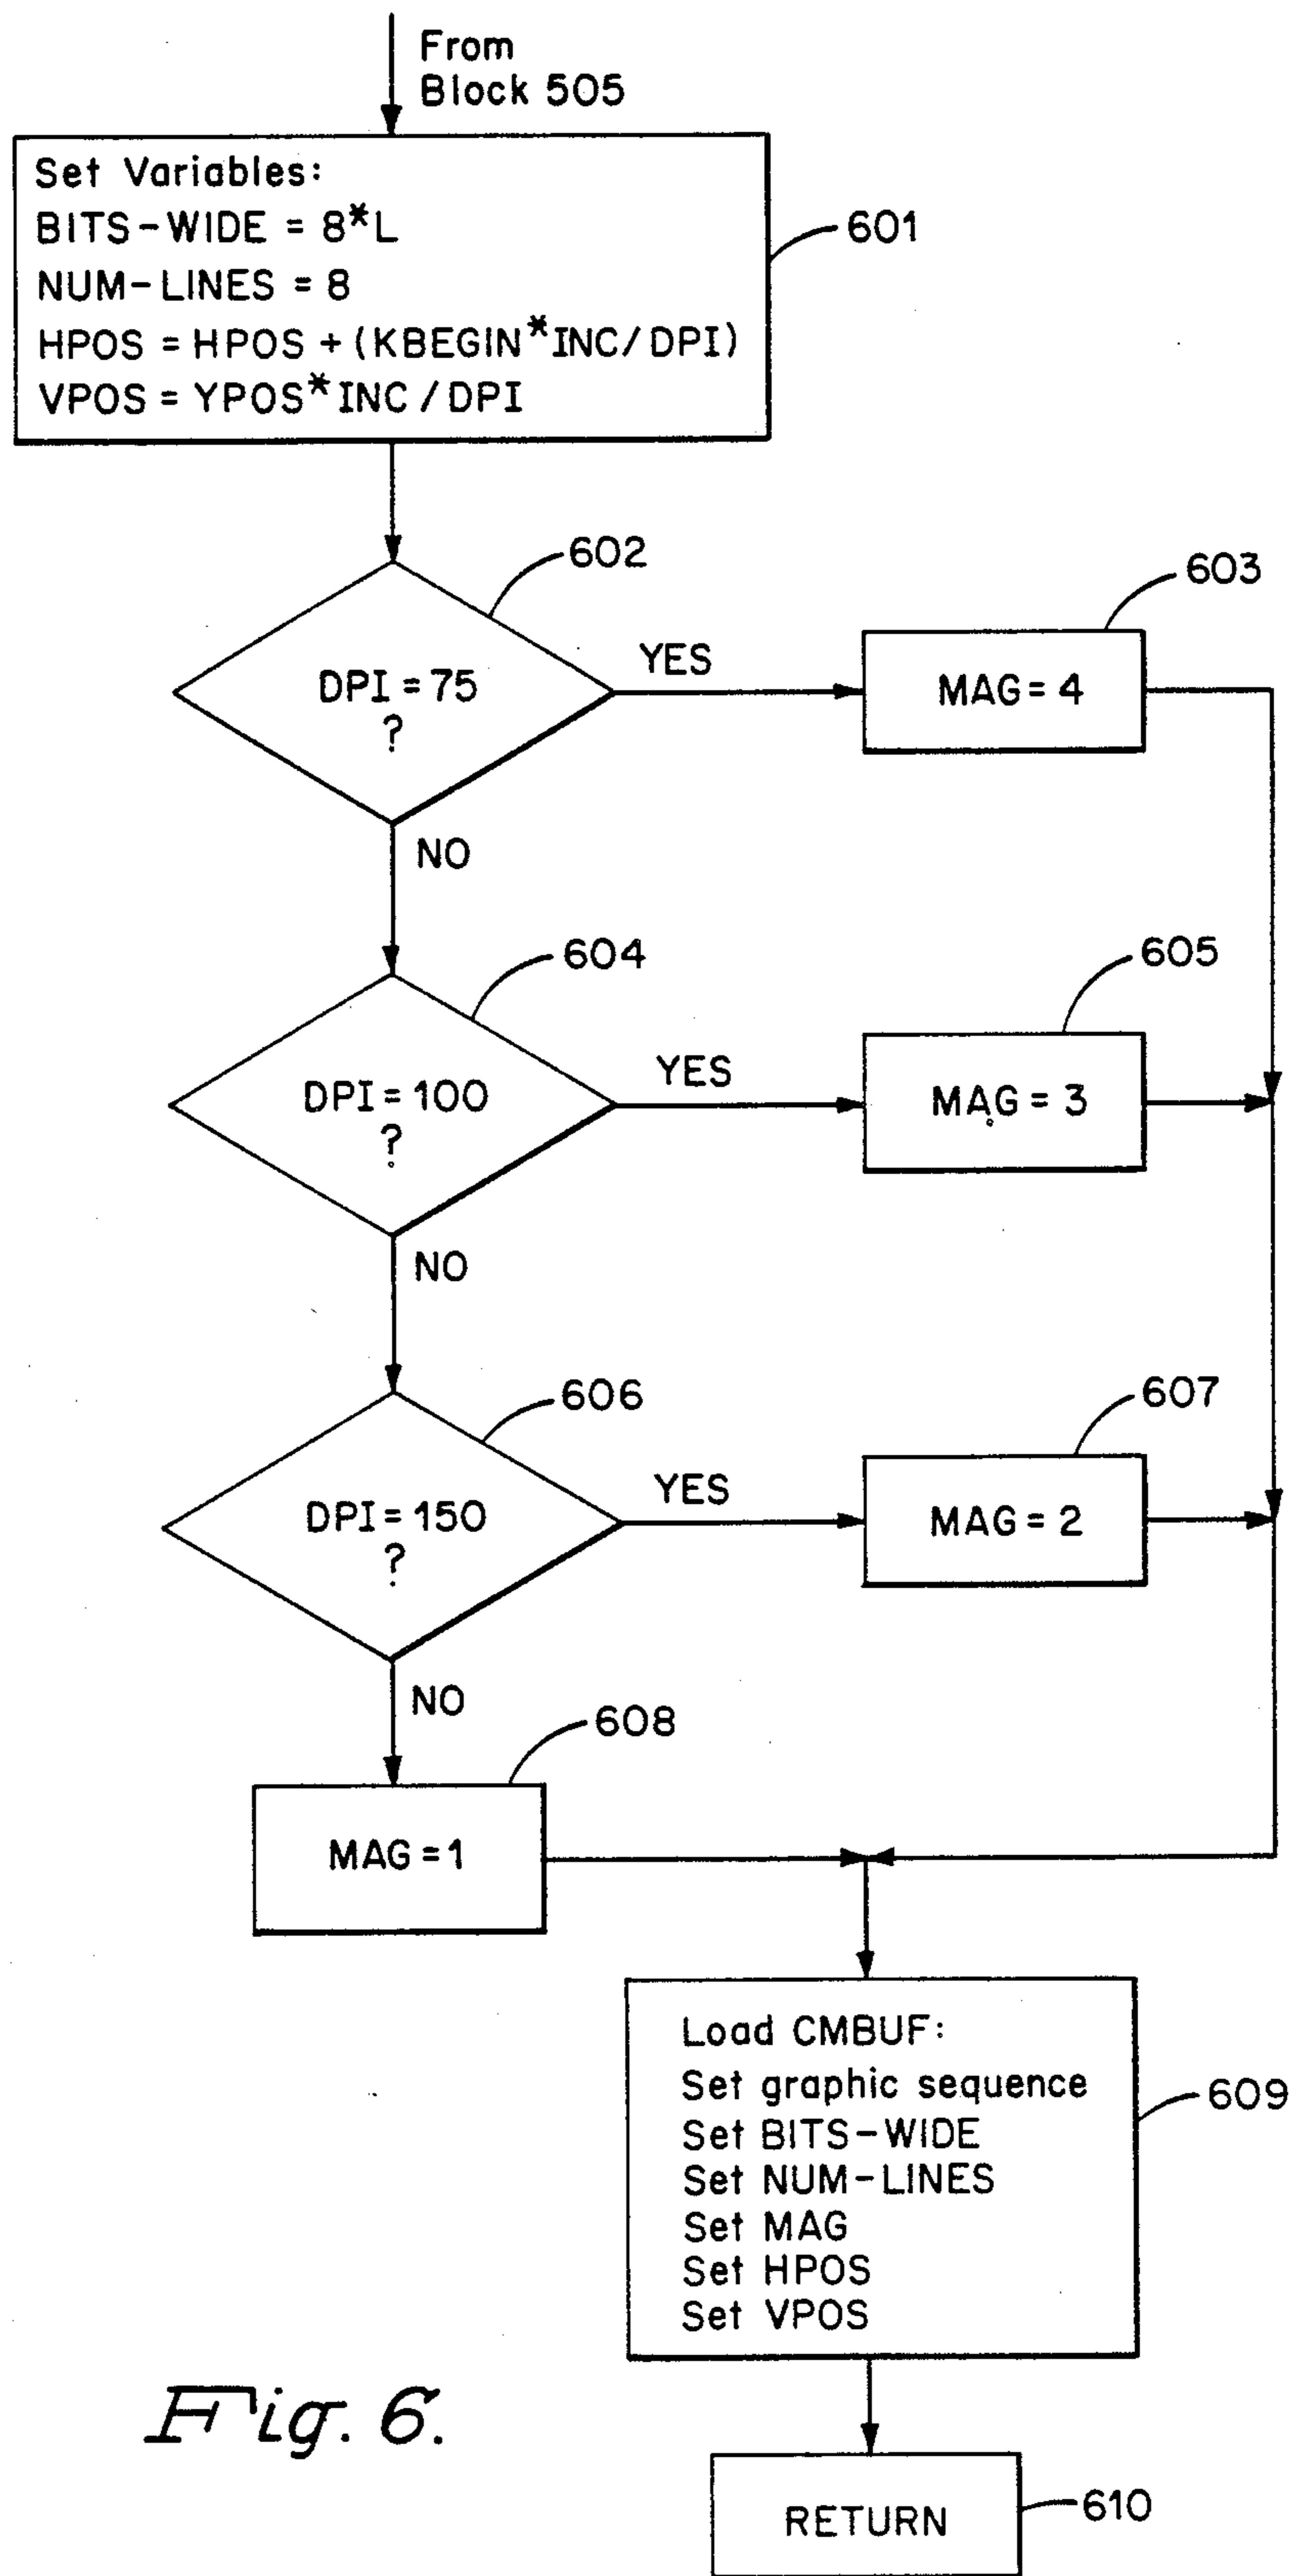 From
Block 505
Set Variables:
BITS-WIDE = 8*L
NUM-LINES = 8
HPOS = HPOS + (KBEGIN*INC/DPI)
VPOS = YPOS*INC/DPI
601
602
DPI = 75
?
YES
603
MAG = 4
NO
604
DPI = 100
?
YES
605
MAG = 3
NO
606
DPI = 150
?
YES
607
MAG = 2
NO
608
MAG = 1
Load CMBUF:
Set graphic sequence
Set BITS-WIDE
Set NUM-LINES
Set MAG
Set HPOS
Set VPOS
609
RETURN
610
Fig. 6.